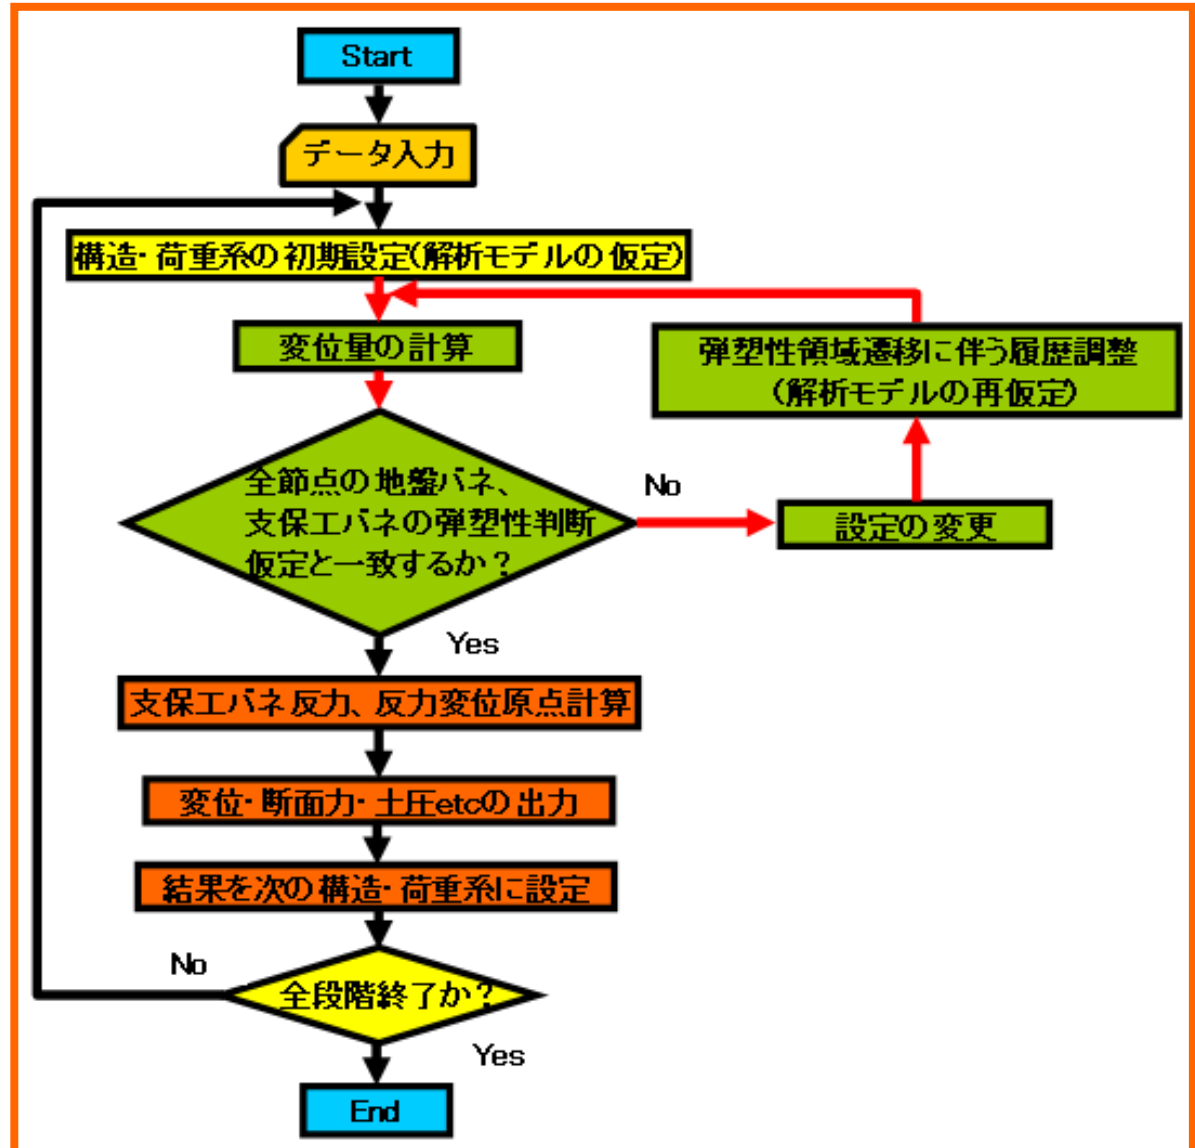 Start
データ入力
構造・荷重系の初期設定(解析モデルの仮定)
変位量の計算
弾塑性領域遷移に伴う履歴調整
(解析モデルの再仮定)
全節点の地盤バネ、
支保工バネの弾塑性判断
仮定と一致するか?
No
設定の変更
Yes
支保工バネ反力、反力変位原点計算
変位・断面力・土圧etcの出力
結果を次の構造・荷重系に設定
No
全段階終了か?
Yes
End